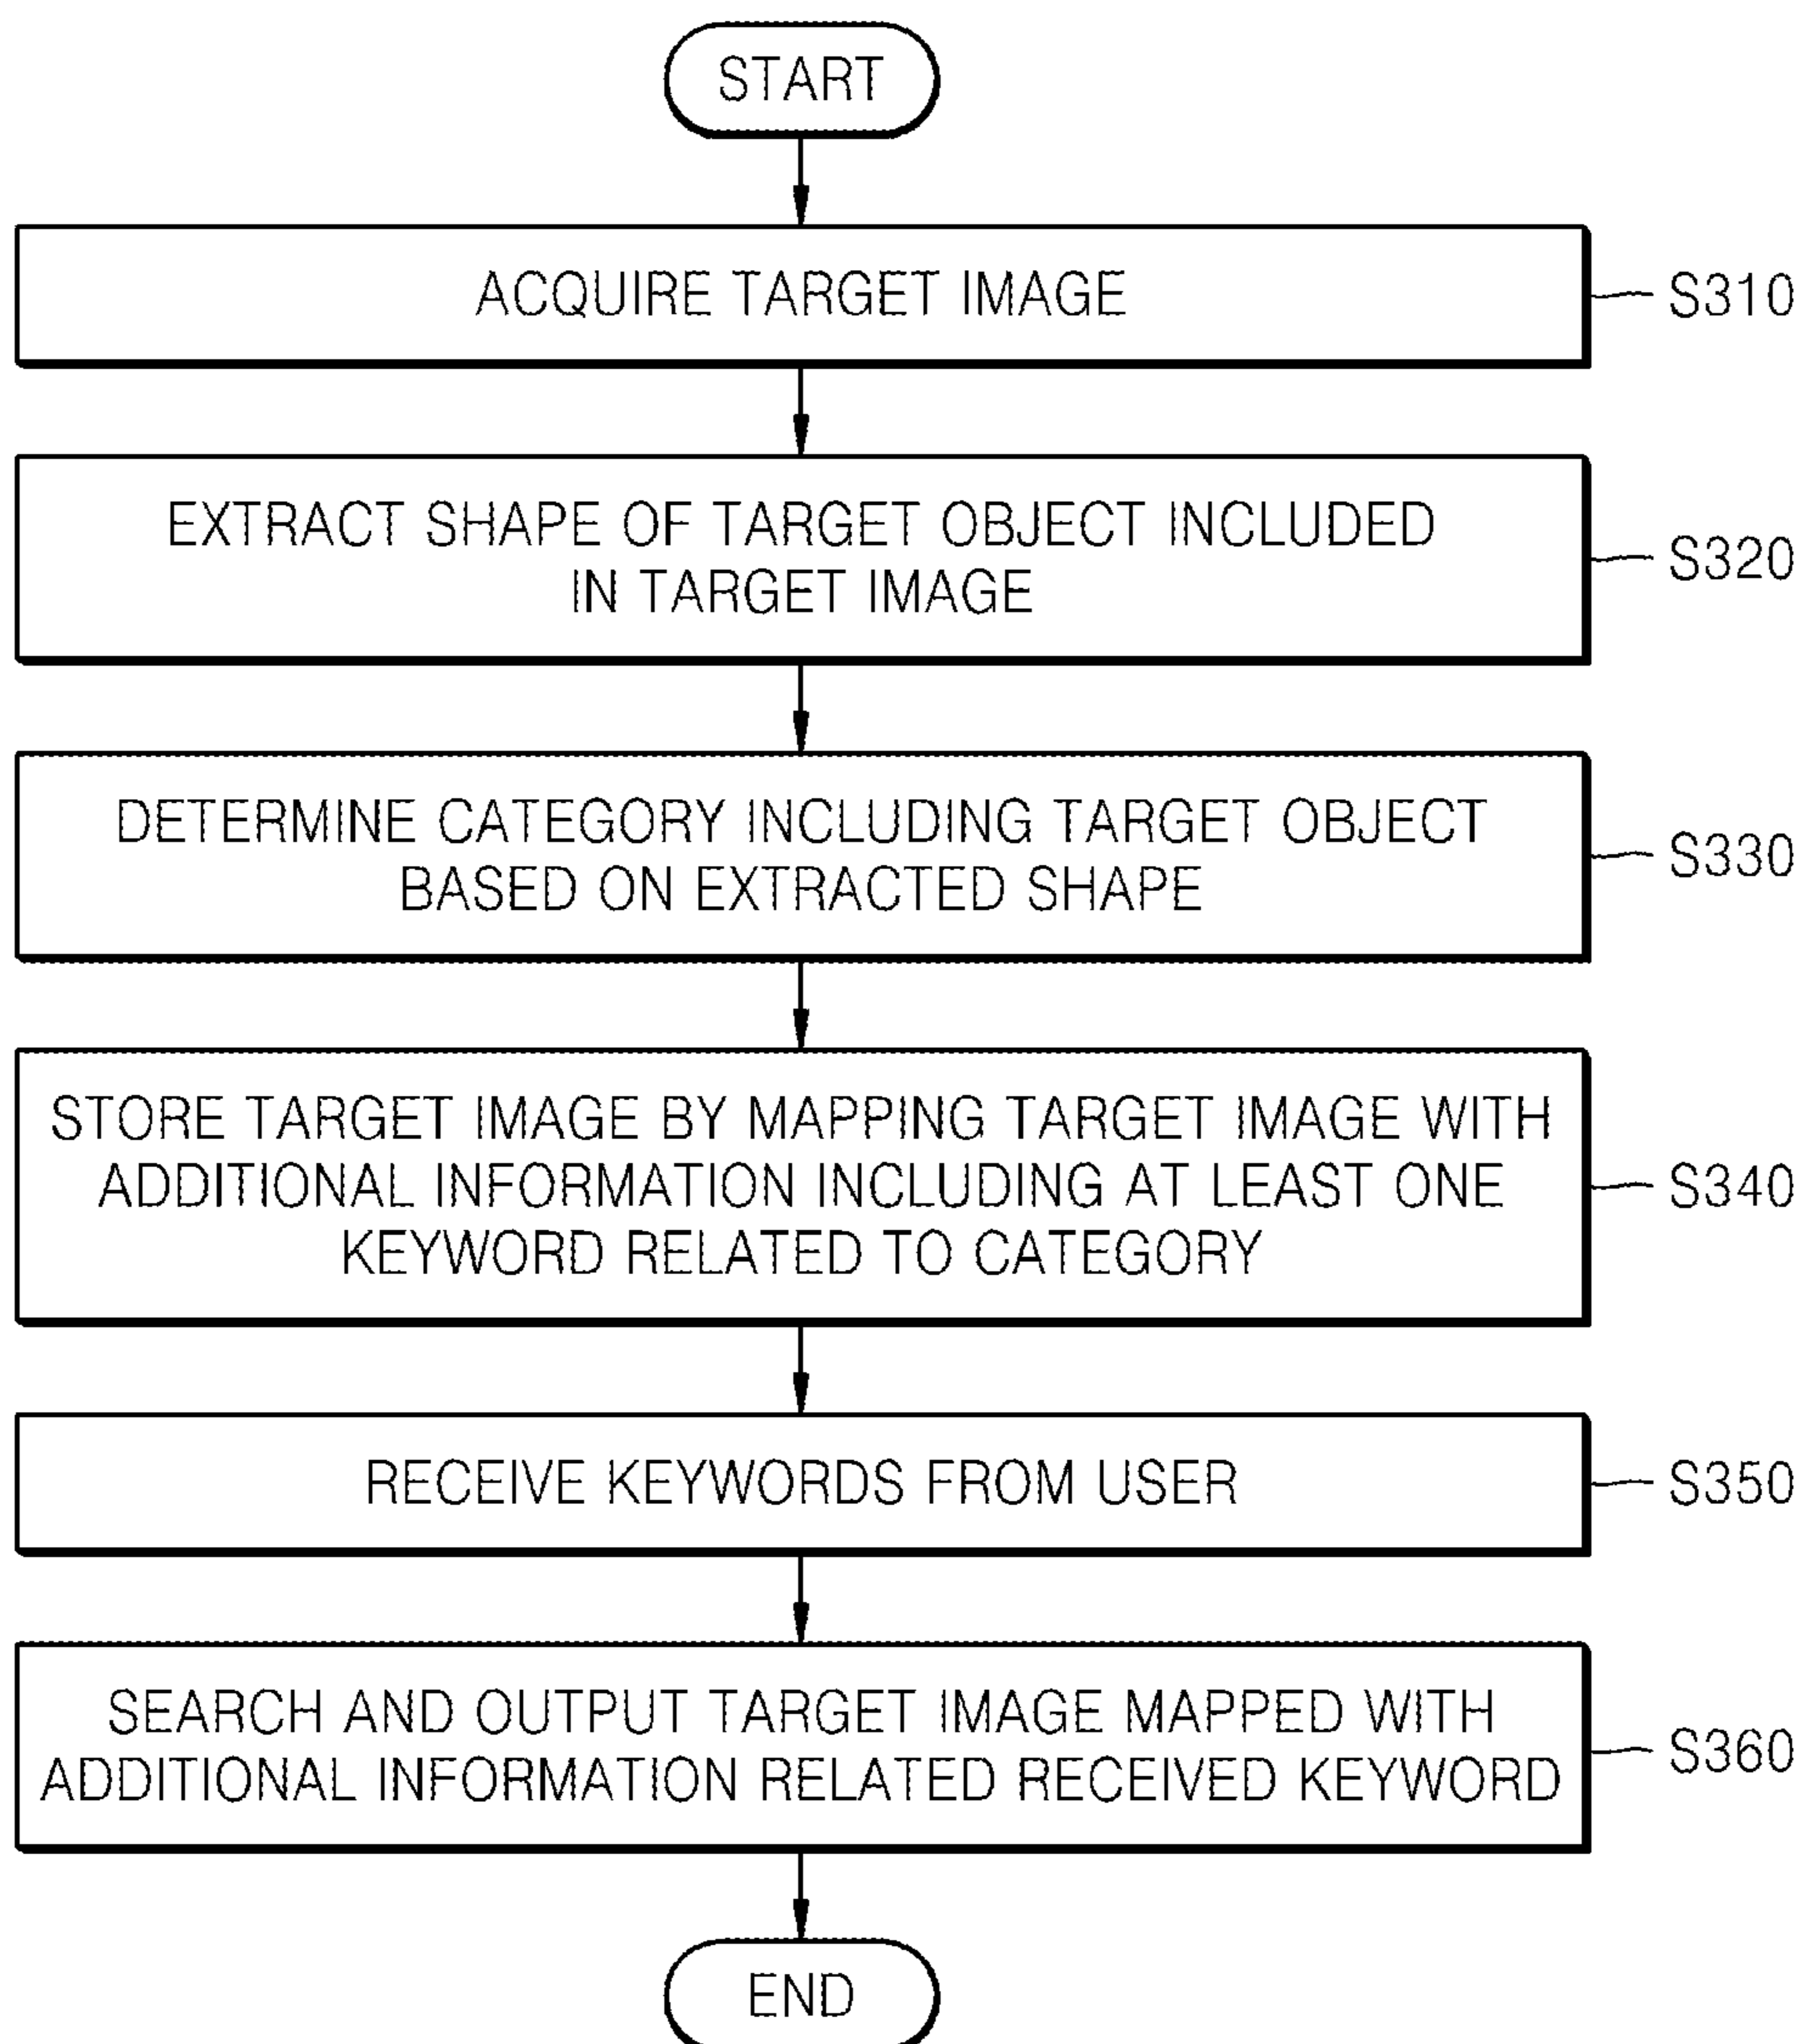 START
ACQUIRE TARGET IMAGE
S310
EXTRACT SHAPE OF TARGET OBJECT INCLUDED
IN TARGET IMAGE
S320
DETERMINE CATEGORY INCLUDING TARGET OBJECT
BASED ON EXTRACTED SHAPE
S330
STORE TARGET IMAGE BY MAPPING TARGET IMAGE WITH
ADDITIONAL INFORMATION INCLUDING AT LEAST ONE
KEYWORD RELATED TO CATEGORY
S340
RECEIVE KEYWORDS FROM USER
S350
SEARCH AND OUTPUT TARGET IMAGE MAPPED WITH
ADDITIONAL INFORMATION RELATED RECEIVED KEYWORD
S360
END